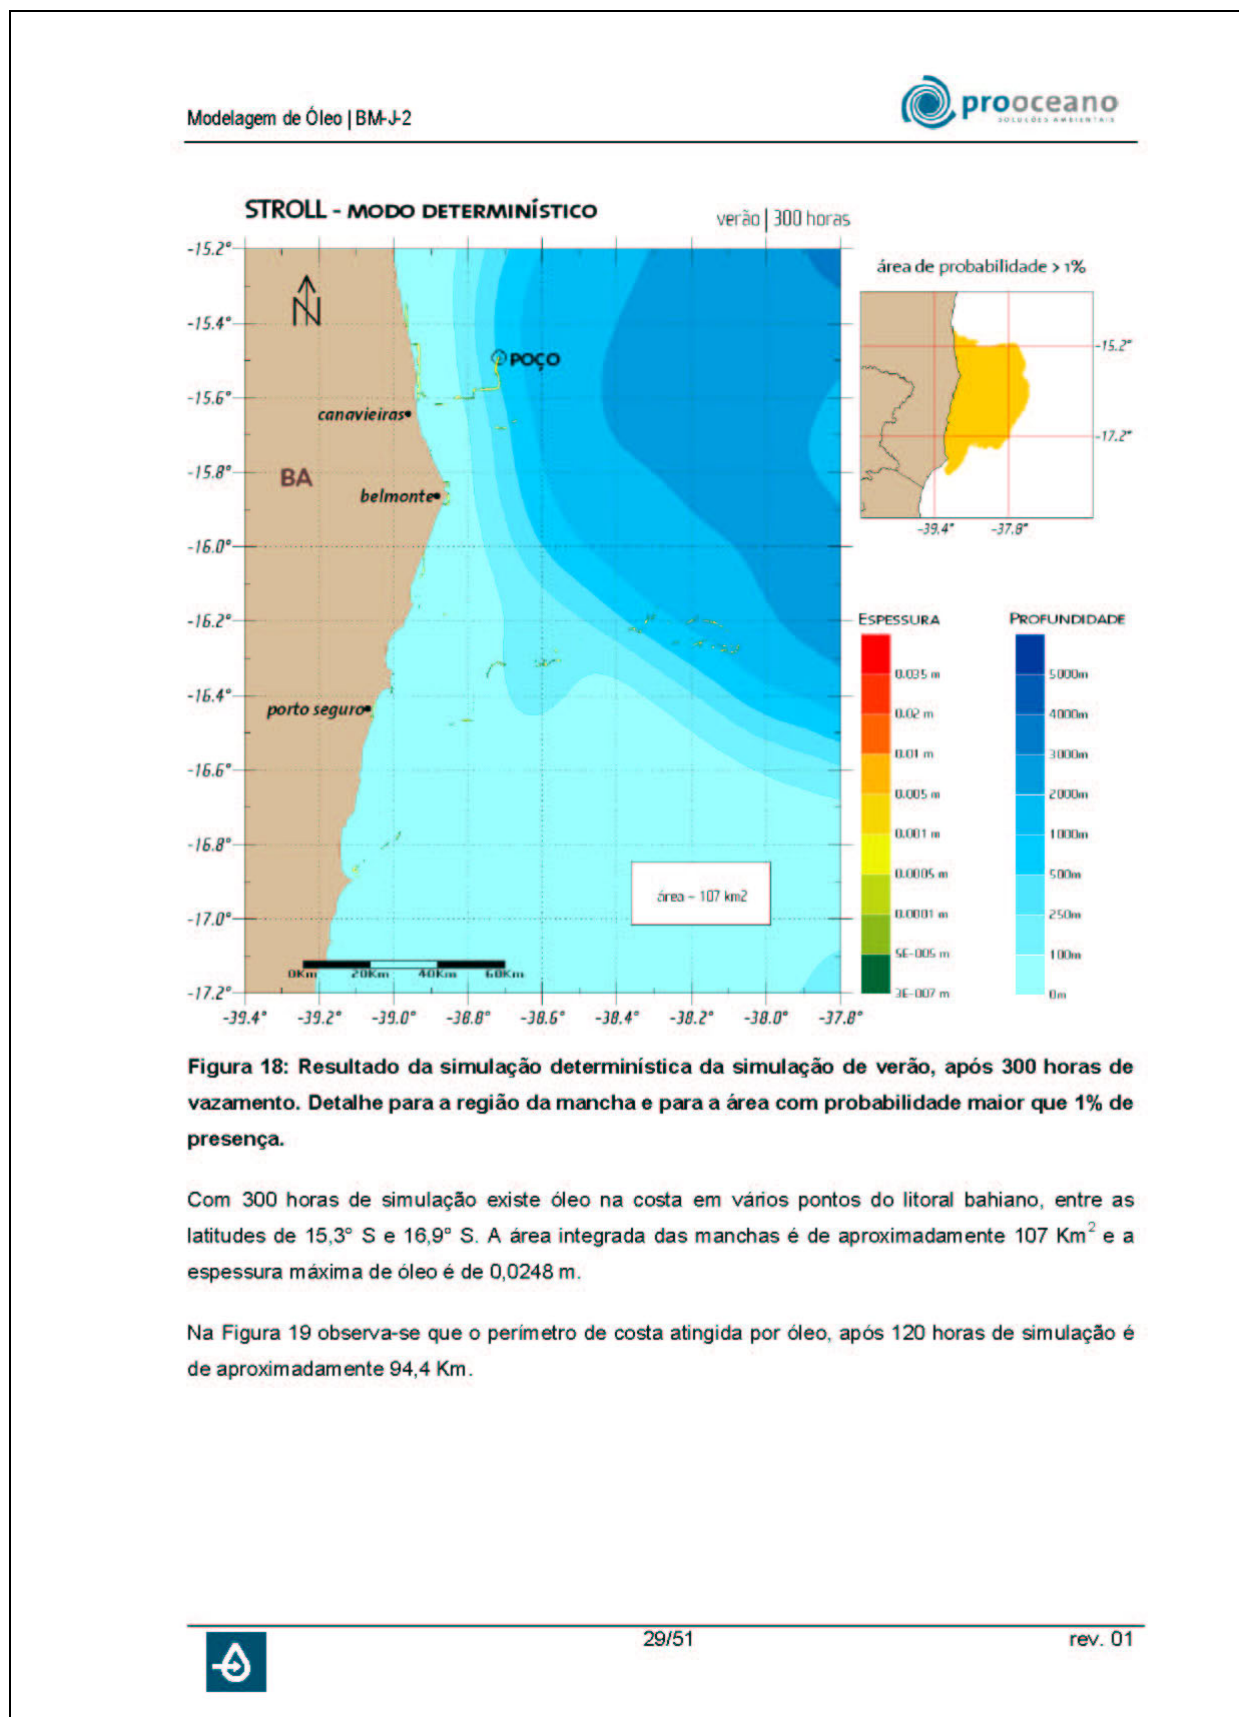 Modelagem de Óleo | BM-J-2
prooceano
SOLUÇÕES AMBIENTAIS
STROLL - MODO DETERMINÍSTICO
verão | 300 horas
-15.2°
-15.4°
-15.6°
-15.8°
-16.0°
-16.2°
-16.4°
-16.6°
-16.8°
-17.0°
-17.2°
N
POÇO
canavieiras
BA
belmonte
porto seguro
área - 107 km2
0Km 20Km 40Km 60Km
-39.4° -39.2° -39.0° -38.8° -38.6° -38.4° -38.2° -38.0° -37.8°
área de probabilidade > 1%
-15.2°
-17.2°
-39.4° -37.8°
ESPESSURA
0.035 m
0.02 m
0.01 m
0.005 m
0.001 m
0.0005 m
0.0001 m
5E-005 m
3E-007 m
PROFUNDIDADE
5000m
4000m
3000m
2000m
1000m
500m
250m
100m
0m
Figura 18: Resultado da simulação determinística da simulação de verão, após 300 horas de
vazamento. Detalhe para a região da mancha e para a área com probabilidade maior que 1% de
presença.
Com 300 horas de simulação existe óleo na costa em vários pontos do litoral bahiano, entre as
latitudes de 15,3° S e 16,9° S. A área integrada das manchas é de aproximadamente 107 Km² e a
espessura máxima de óleo é de 0,0248 m.
Na Figura 19 observa-se que o perímetro de costa atingida por óleo, após 120 horas de simulação é
de aproximadamente 94,4 Km.
29/51
rev. 01